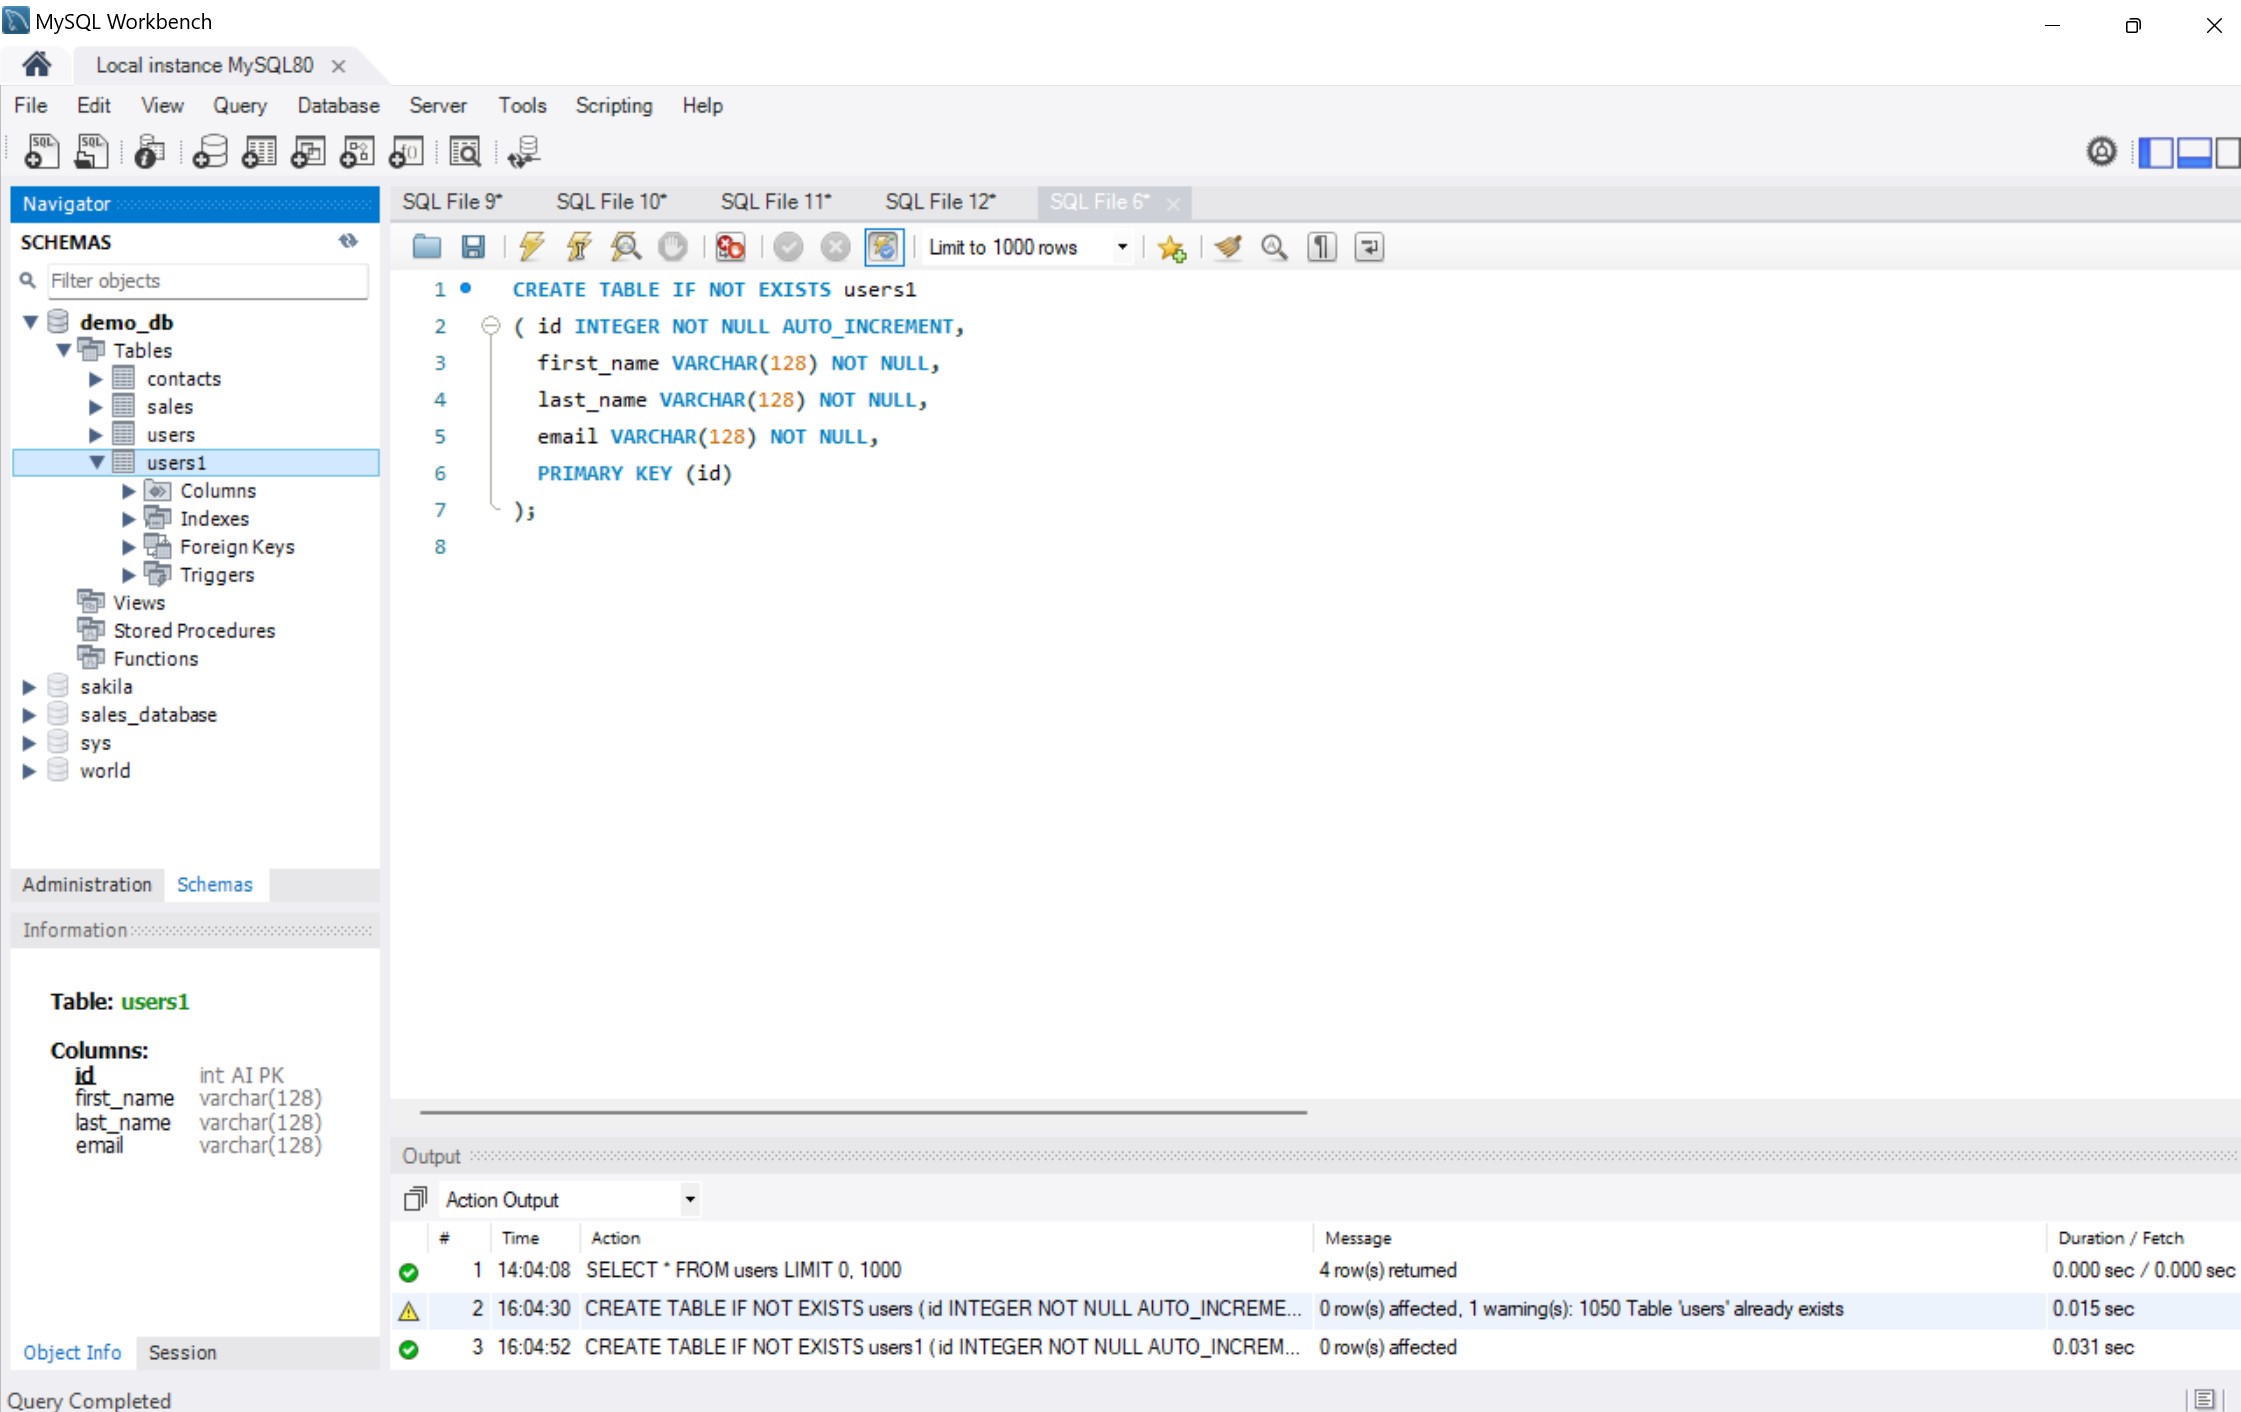 MySQL Workbench
Local instance MySQL80
File Edit View Query Database Server Tools Scripting Help
Navigator
SCHEMAS
Filter objects
demo_db
Tables
contacts
sales
users
users1
Columns
Indexes
Foreign Keys
Triggers
Views
Stored Procedures
Functions
sakila
sales_database
sys
world
Administration Schemas
Information
Table: users1
Columns:
id int AI PK
first_name varchar(128)
last_name varchar(128)
email varchar(128)
Object Info Session
SQL File 9* SQL File 10* SQL File 11* SQL File 12* SQL File 6*
Limit to 1000 rows
1 CREATE TABLE IF NOT EXISTS users1
2 ( id INTEGER NOT NULL AUTO_INCREMENT,
3 first_name VARCHAR(128) NOT NULL,
4 last_name VARCHAR(128) NOT NULL,
5 email VARCHAR(128) NOT NULL,
6 PRIMARY KEY (id)
7 );
8
Output
Action Output
# Time Action Message Duration / Fetch
1 14:04:08 SELECT * FROM users LIMIT 0, 1000 4 row(s) returned 0.000 sec / 0.000 sec
2 16:04:30 CREATE TABLE IF NOT EXISTS users ( id INTEGER NOT NULL AUTO_INCREME... 0 row(s) affected, 1 warning(s): 1050 Table 'users' already exists 0.015 sec
3 16:04:52 CREATE TABLE IF NOT EXISTS users1 ( id INTEGER NOT NULL AUTO_INCREM... 0 row(s) affected 0.031 sec
Query Completed